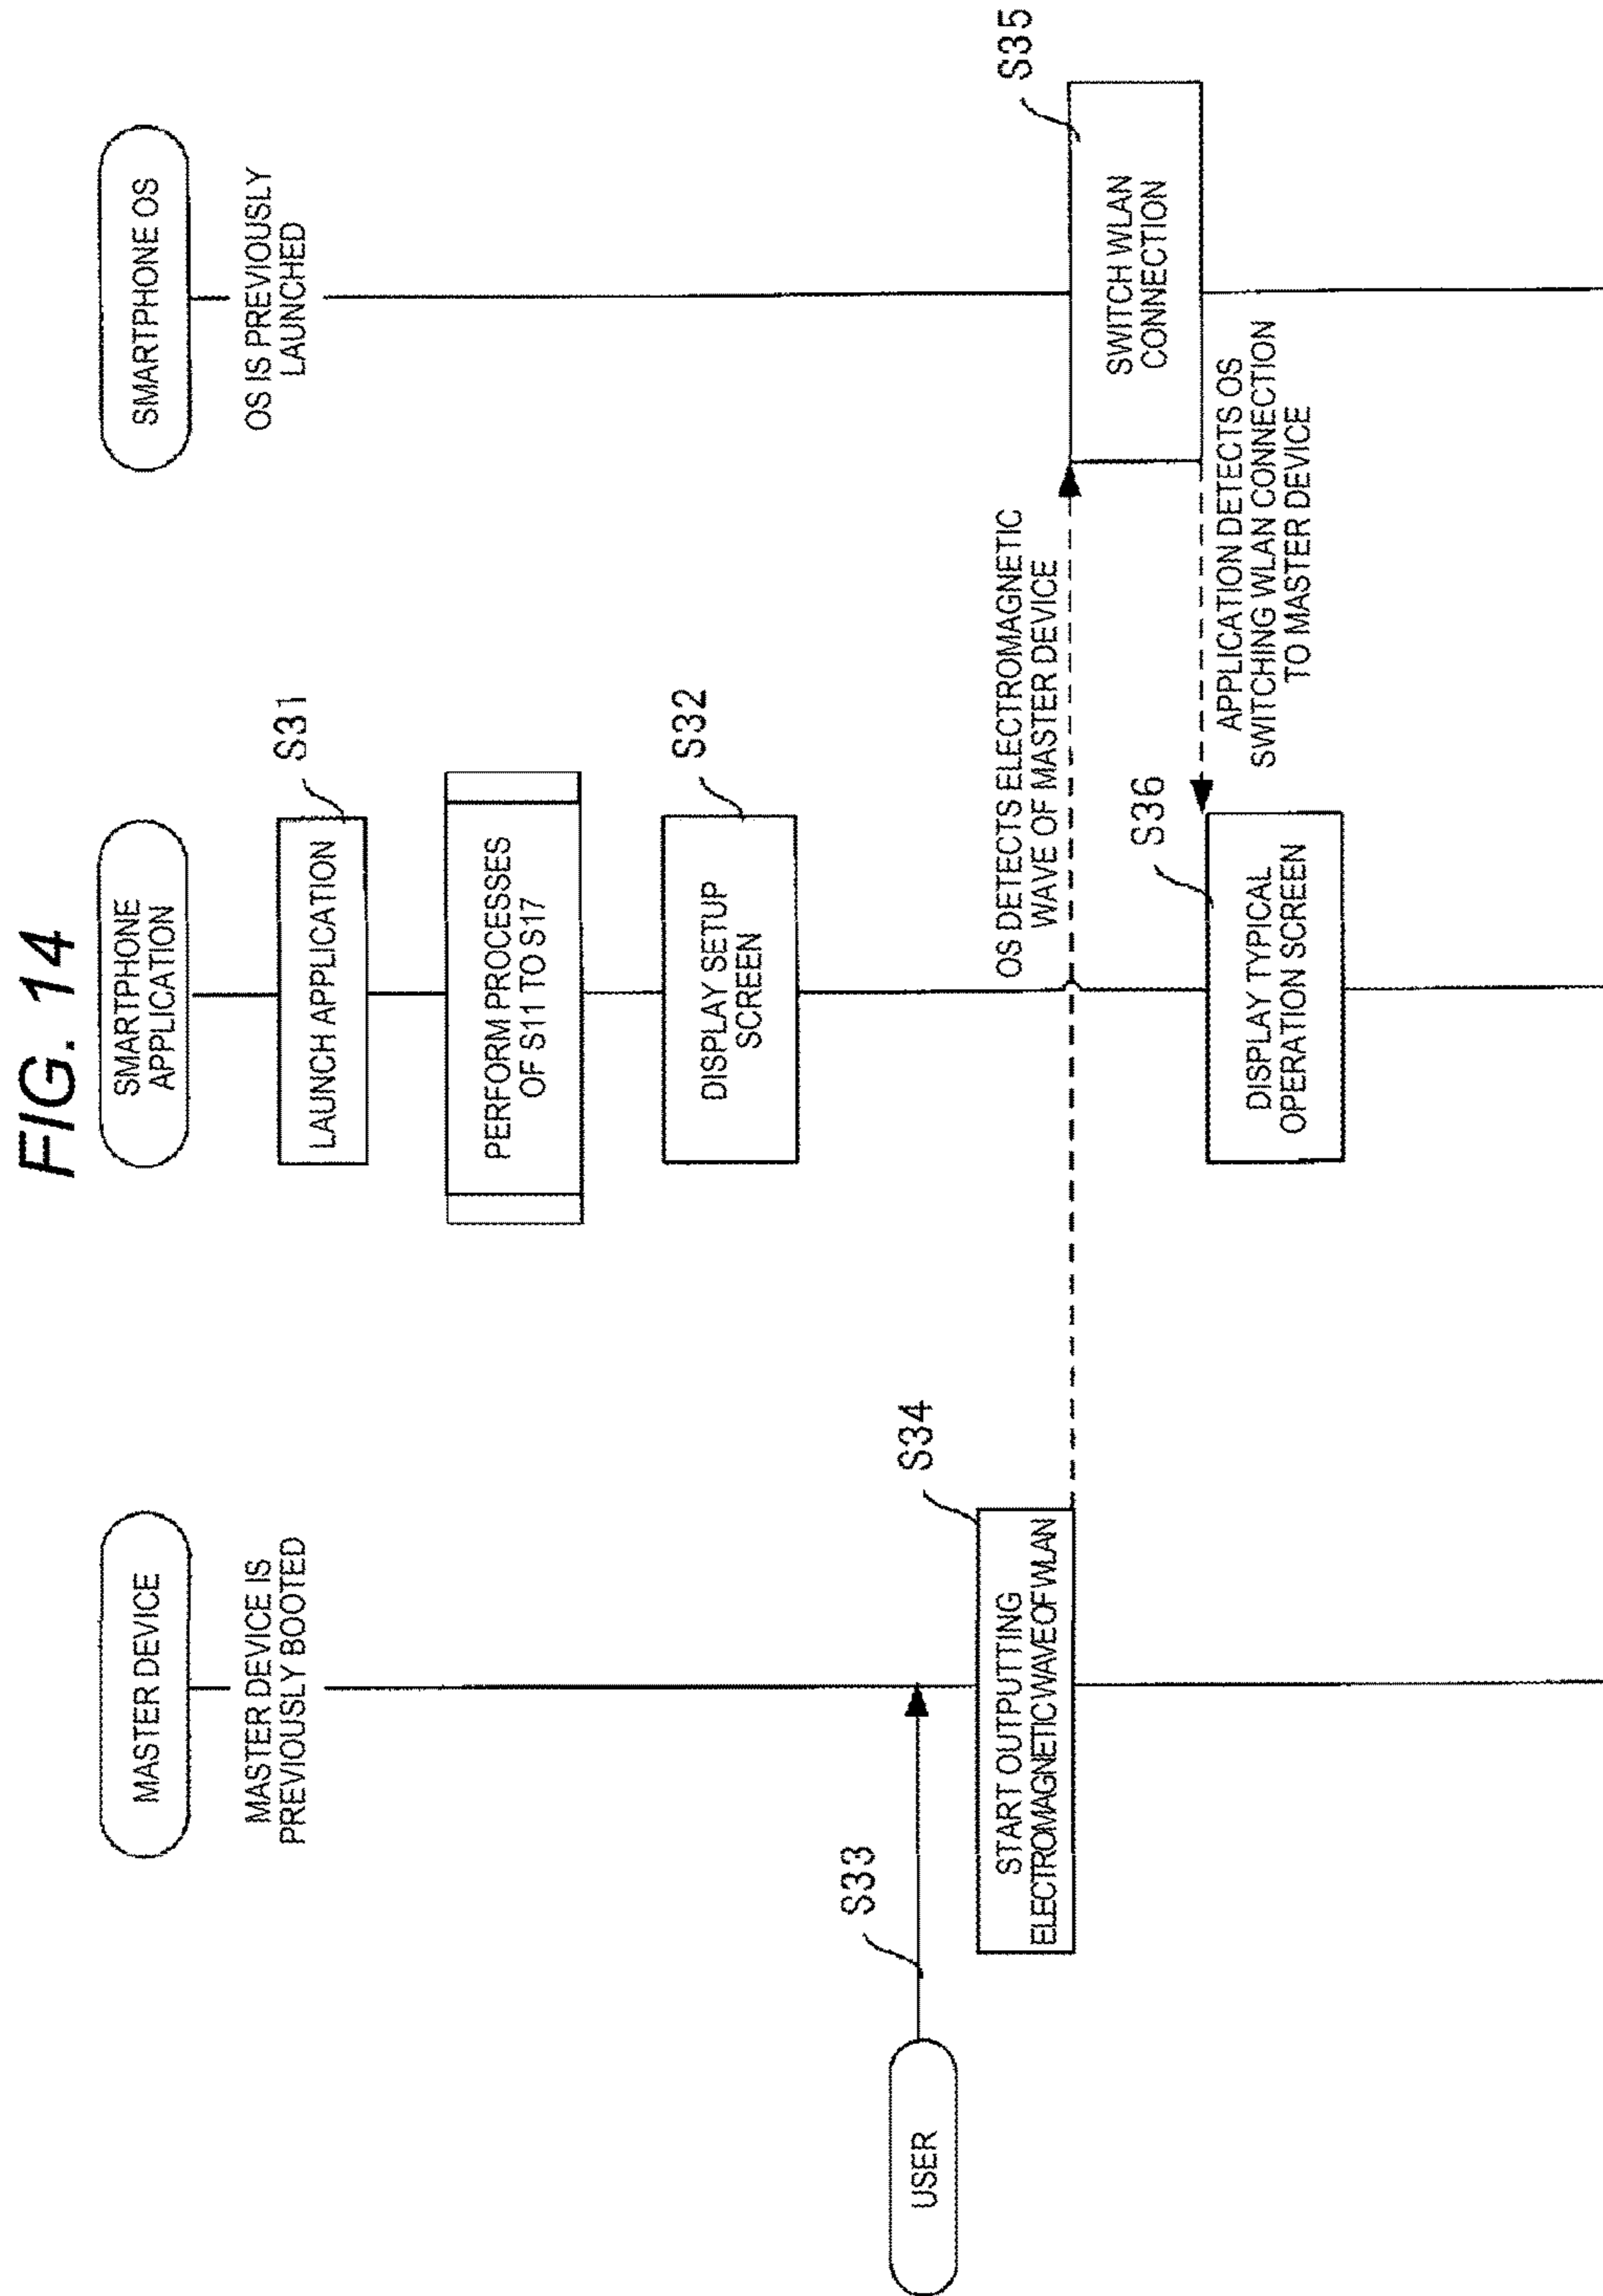 FIG. 14
MASTER DEVICE
SMARTPHONE
APPLICATION
SMARTPHONE OS
MASTER DEVICE IS
PREVIOUSLY BOOTED
OS IS PREVIOUSLY
LAUNCHED
S31
LAUNCH APPLICATION
PERFORM PROCESSES
OF S11 TO S17
S32
DISPLAY SETUP
SCREEN
USER
S33
S34
START OUTPUTTING
ELECTROMAGNETIC WAVE OF WLAN
OS DETECTS ELECTROMAGNETIC
WAVE OF MASTER DEVICE
S35
SWITCH WLAN
CONNECTION
APPLICATION DETECTS OS
SWITCHING WLAN CONNECTION
TO MASTER DEVICE
S36
DISPLAY TYPICAL
OPERATION SCREEN